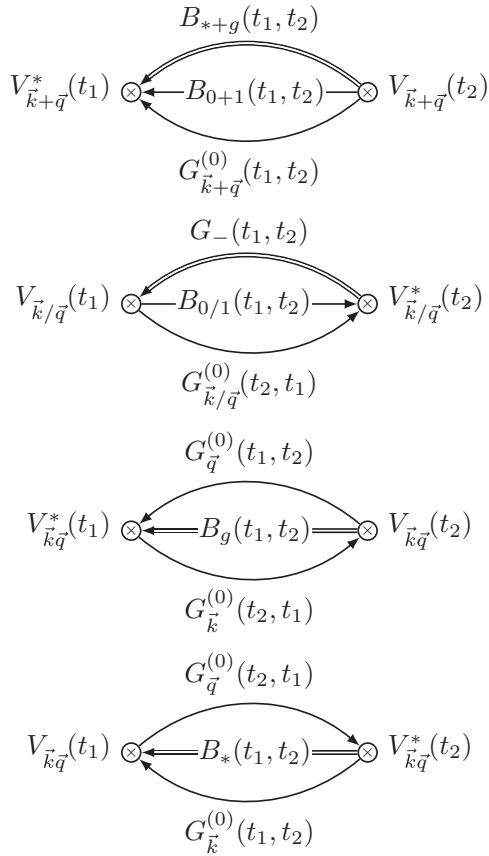 B_{*+g}(t_1, t_2)
V^*_{\vec{k}+\vec{q}}(t_1) B_{0+1}(t_1, t_2) V_{\vec{k}+\vec{q}}(t_2)
G^{(0)}_{\vec{k}+\vec{q}}(t_1, t_2)
G_-(t_1, t_2)
V_{\vec{k}/\vec{q}}(t_1) B_{0/1}(t_1, t_2) V^*_{\vec{k}/\vec{q}}(t_2)
G^{(0)}_{\vec{k}/\vec{q}}(t_2, t_1)
G^{(0)}_{\vec{q}}(t_1, t_2)
V^*_{\vec{k}\vec{q}}(t_1) B_g(t_1, t_2) V_{\vec{k}\vec{q}}(t_2)
G^{(0)}_{\vec{k}}(t_2, t_1)
G^{(0)}_{\vec{q}}(t_2, t_1)
V_{\vec{k}\vec{q}}(t_1) B_*(t_1, t_2) V^*_{\vec{k}\vec{q}}(t_2)
G^{(0)}_{\vec{k}}(t_1, t_2)